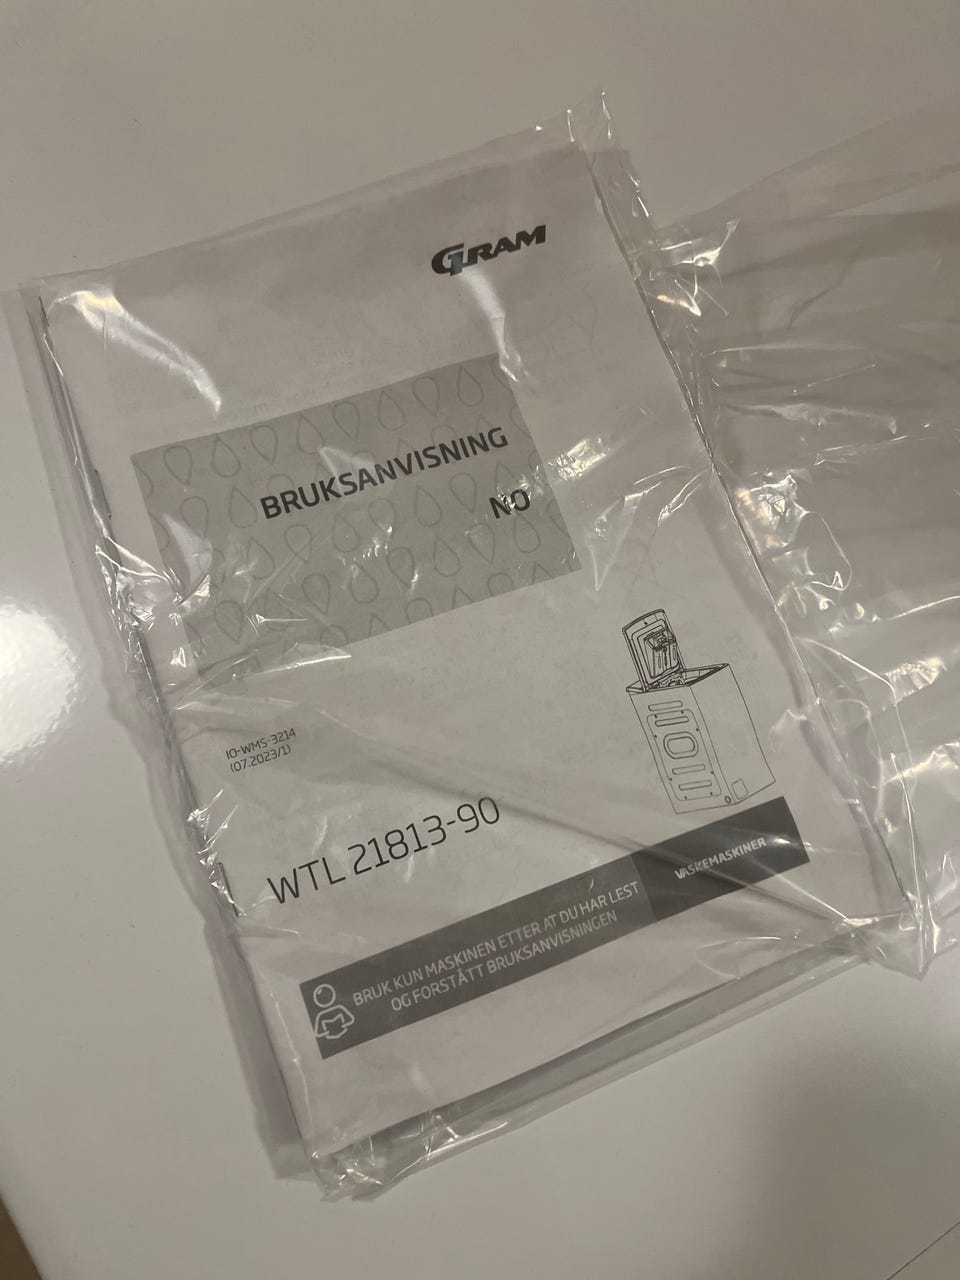 GRAM
BRUKSANVISNING
NO
IO-WMS-3214
(07.2023/1)
WTL 21813-90
VASKEMASKINER
BRUK KUN MASKINEN ETTER AT DU HAR LEST
OG FORSTÅTT BRUKSANVISNINGEN